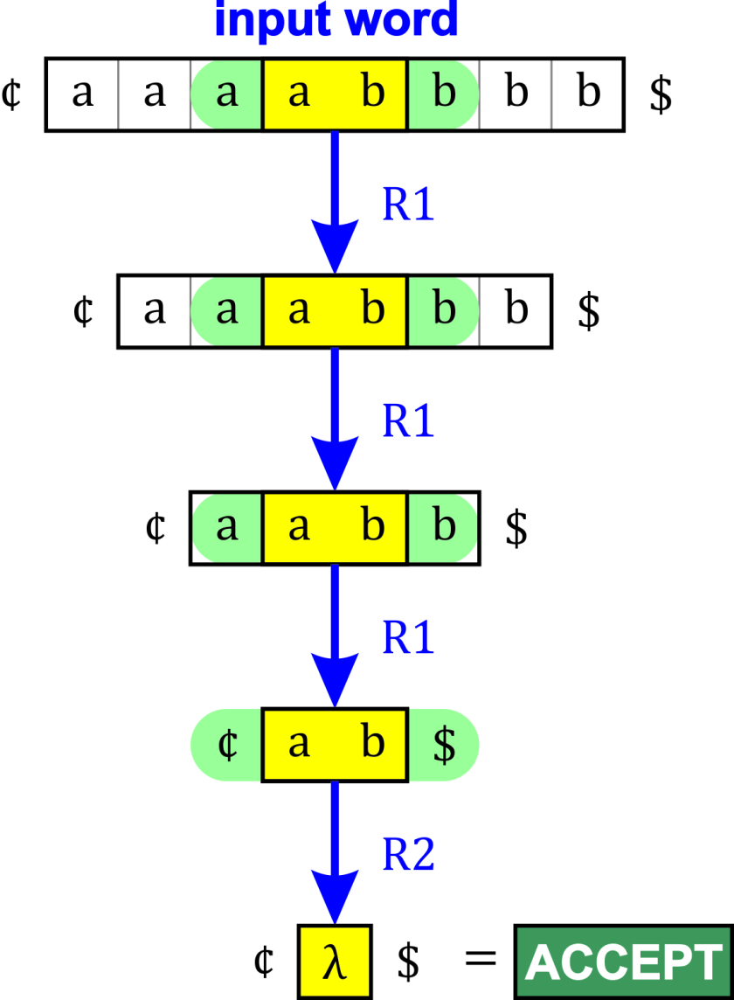 input word
¢ a a a a b b b b $
R1
¢ a a a b b b $
R1
¢ a a b b $
R1
¢ a b $
R2
¢ λ $ = ACCEPT